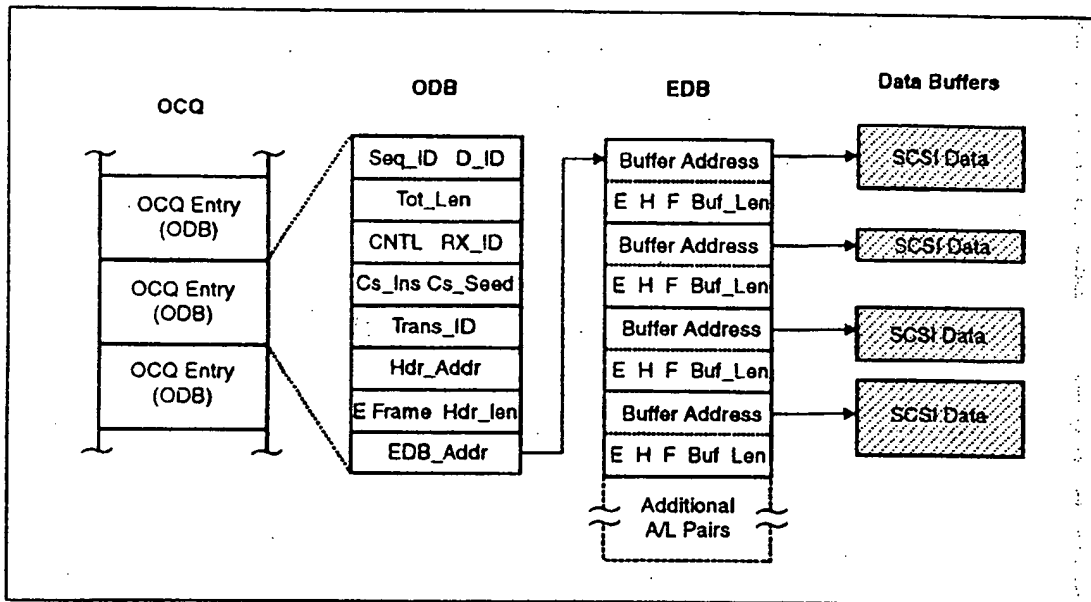 OCQ
ODB
EDB
Data Buffers
OCQ Entry
(ODB)
OCQ Entry
(ODB)
OCQ Entry
(ODB)
Seq_ID D_ID
Tot_Len
CNTL RX_ID
Cs_Ins Cs_Seed
Trans_ID
Hdr_Addr
E Frame Hdr_len
EDB_Addr
Buffer Address
E H F Buf_Len
Buffer Address
E H F Buf_Len
Buffer Address
E H F Buf_Len
Buffer Address
E H F Buf Len
Additional
A/L Pairs
SCSI Data
SCSI Data
SCSI Data
SCSI Data